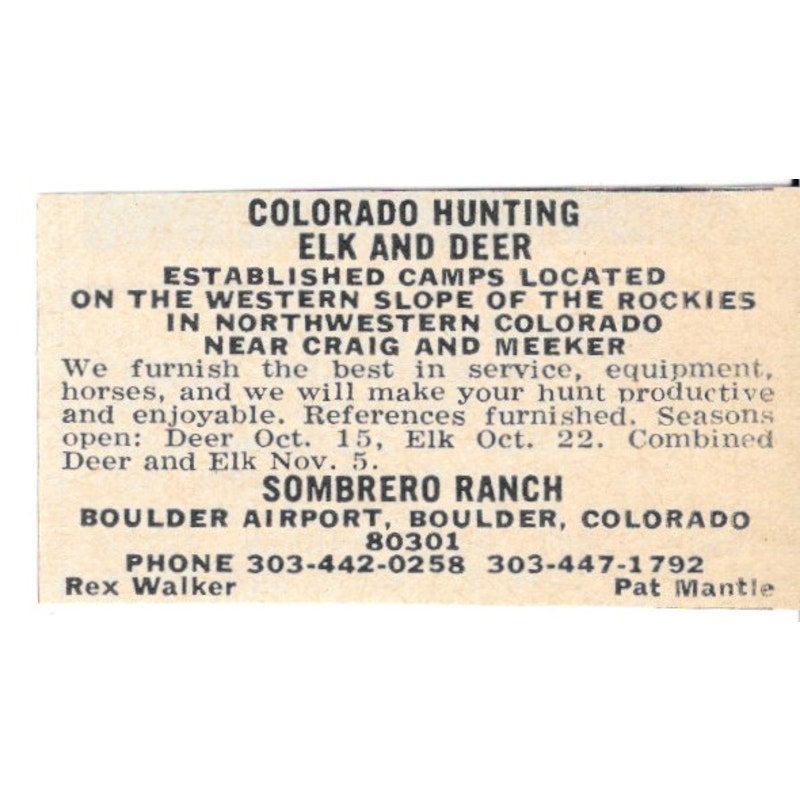 COLORADO HUNTING
ELK AND DEER
ESTABLISHED CAMPS LOCATED
ON THE WESTERN SLOPE OF THE ROCKIES
IN NORTHWESTERN COLORADO
NEAR CRAIG AND MEEKER
We furnish the best in service, equipment,
horses, and we will make your hunt productive
and enjoyable. References furnished. Seasons
open: Deer Oct. 15, Elk Oct. 22. Combined
Deer and Elk Nov. 5.
SOMBRERO RANCH
BOULDER AIRPORT, BOULDER, COLORADO
80301
PHONE 303-442-0258 303-447-1792
Rex Walker Pat Mantle